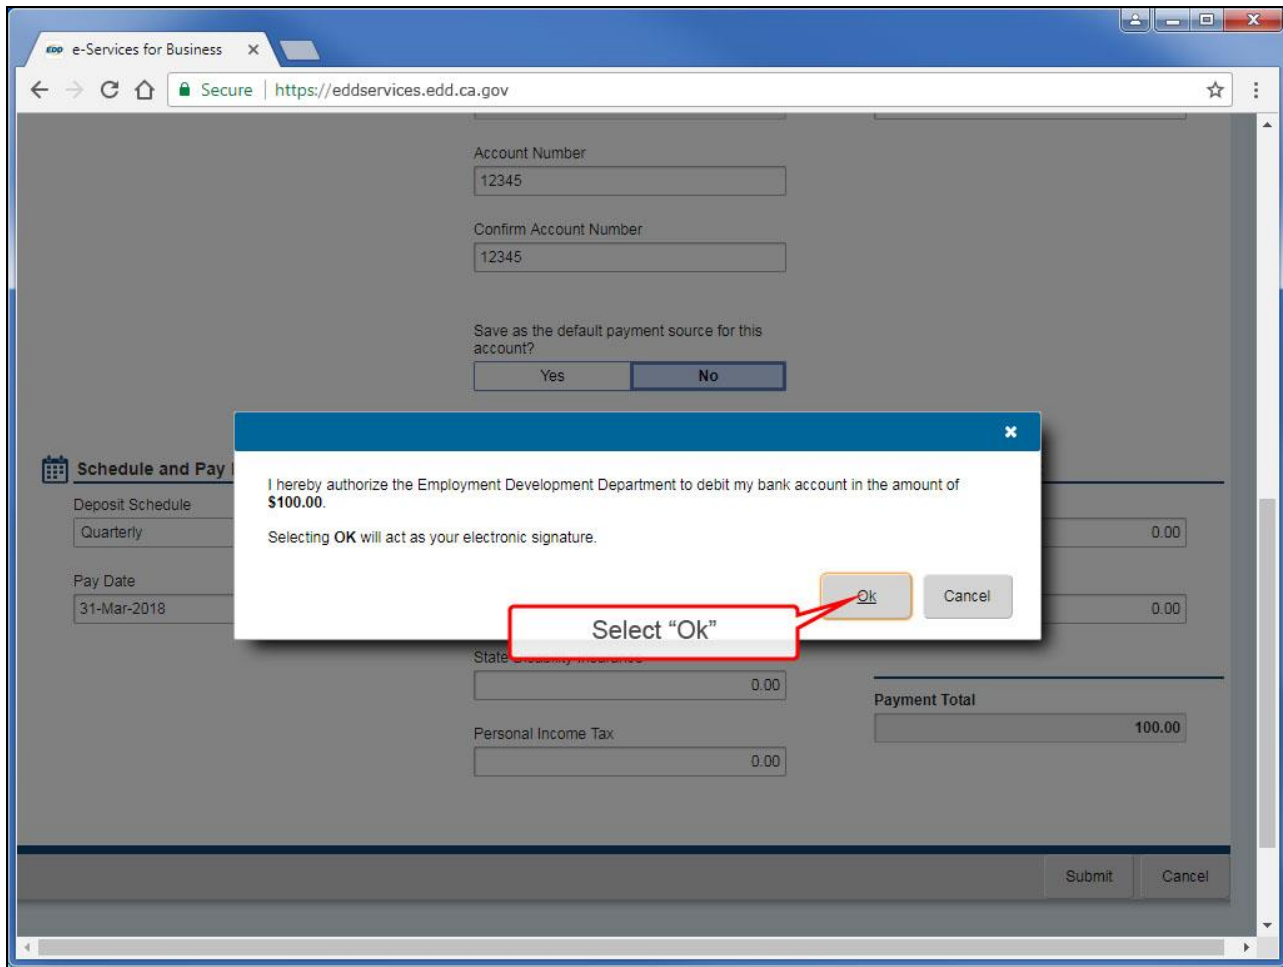 EDD e-Services for Business
Secure | https://eddservices.edd.ca.gov
Account Number
12345
Confirm Account Number
12345
Save as the default payment source for this
account?
Yes No
I hereby authorize the Employment Development Department to debit my bank account in the amount of
$100.00.
Selecting OK will act as your electronic signature.
Ok Cancel
Select “Ok”
Schedule and Pay
Deposit Schedule
Quarterly
Pay Date
31-Mar-2018
0.00
0.00
State Disability Insurance
0.00
Personal Income Tax
0.00
Payment Total
100.00
Submit Cancel